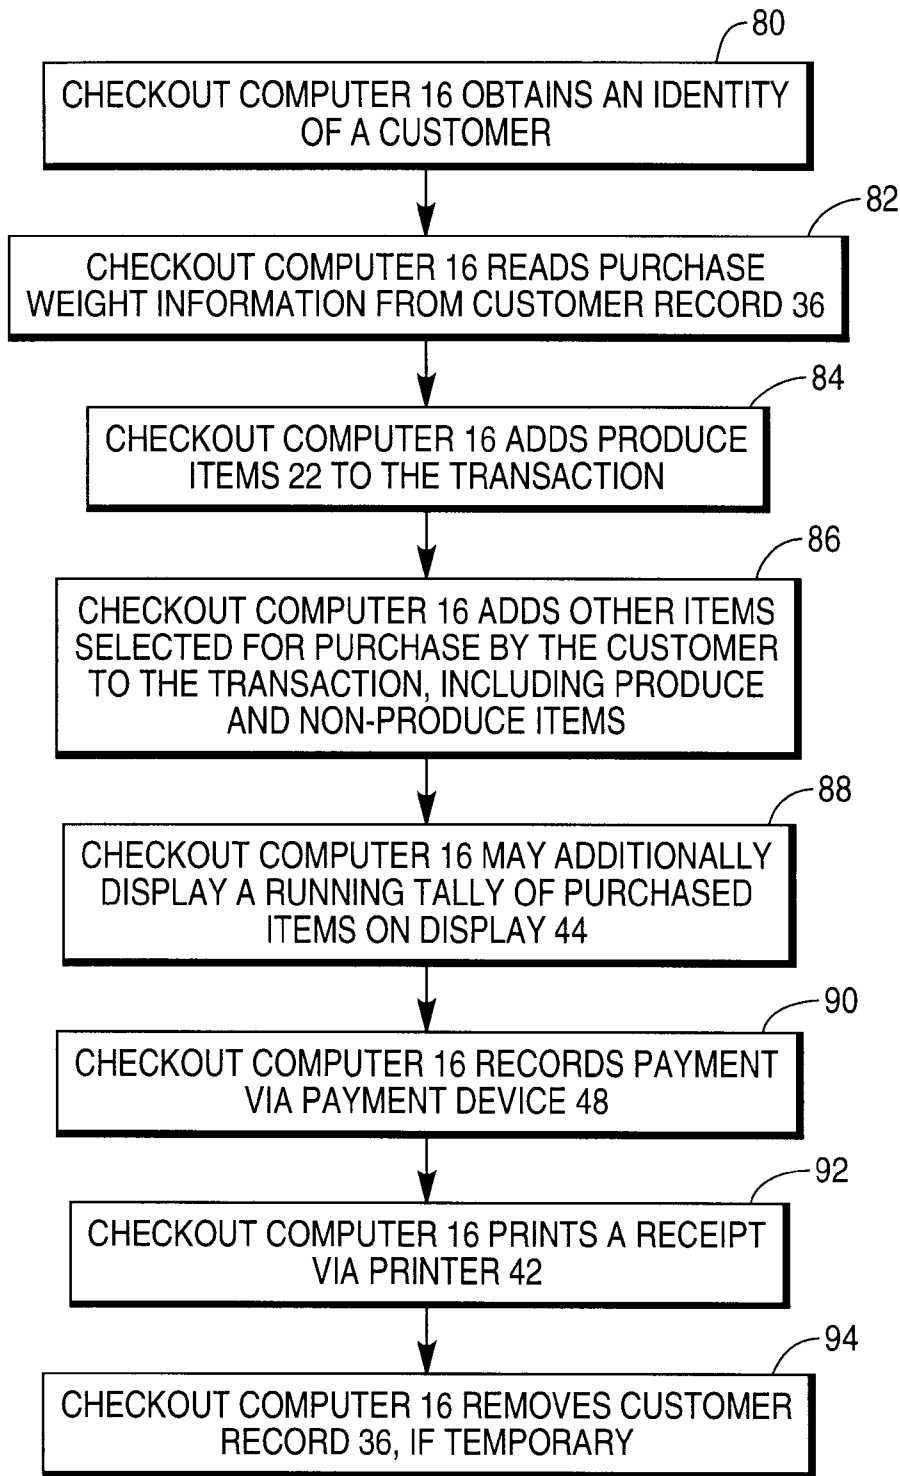 80
CHECKOUT COMPUTER 16 OBTAINS AN IDENTITY
OF A CUSTOMER
82
CHECKOUT COMPUTER 16 READS PURCHASE
WEIGHT INFORMATION FROM CUSTOMER RECORD 36
84
CHECKOUT COMPUTER 16 ADDS PRODUCE
ITEMS 22 TO THE TRANSACTION
86
CHECKOUT COMPUTER 16 ADDS OTHER ITEMS
SELECTED FOR PURCHASE BY THE CUSTOMER
TO THE TRANSACTION, INCLUDING PRODUCE
AND NON-PRODUCE ITEMS
88
CHECKOUT COMPUTER 16 MAY ADDITIONALLY
DISPLAY A RUNNING TALLY OF PURCHASED
ITEMS ON DISPLAY 44
90
CHECKOUT COMPUTER 16 RECORDS PAYMENT
VIA PAYMENT DEVICE 48
92
CHECKOUT COMPUTER 16 PRINTS A RECEIPT
VIA PRINTER 42
94
CHECKOUT COMPUTER 16 REMOVES CUSTOMER
RECORD 36, IF TEMPORARY